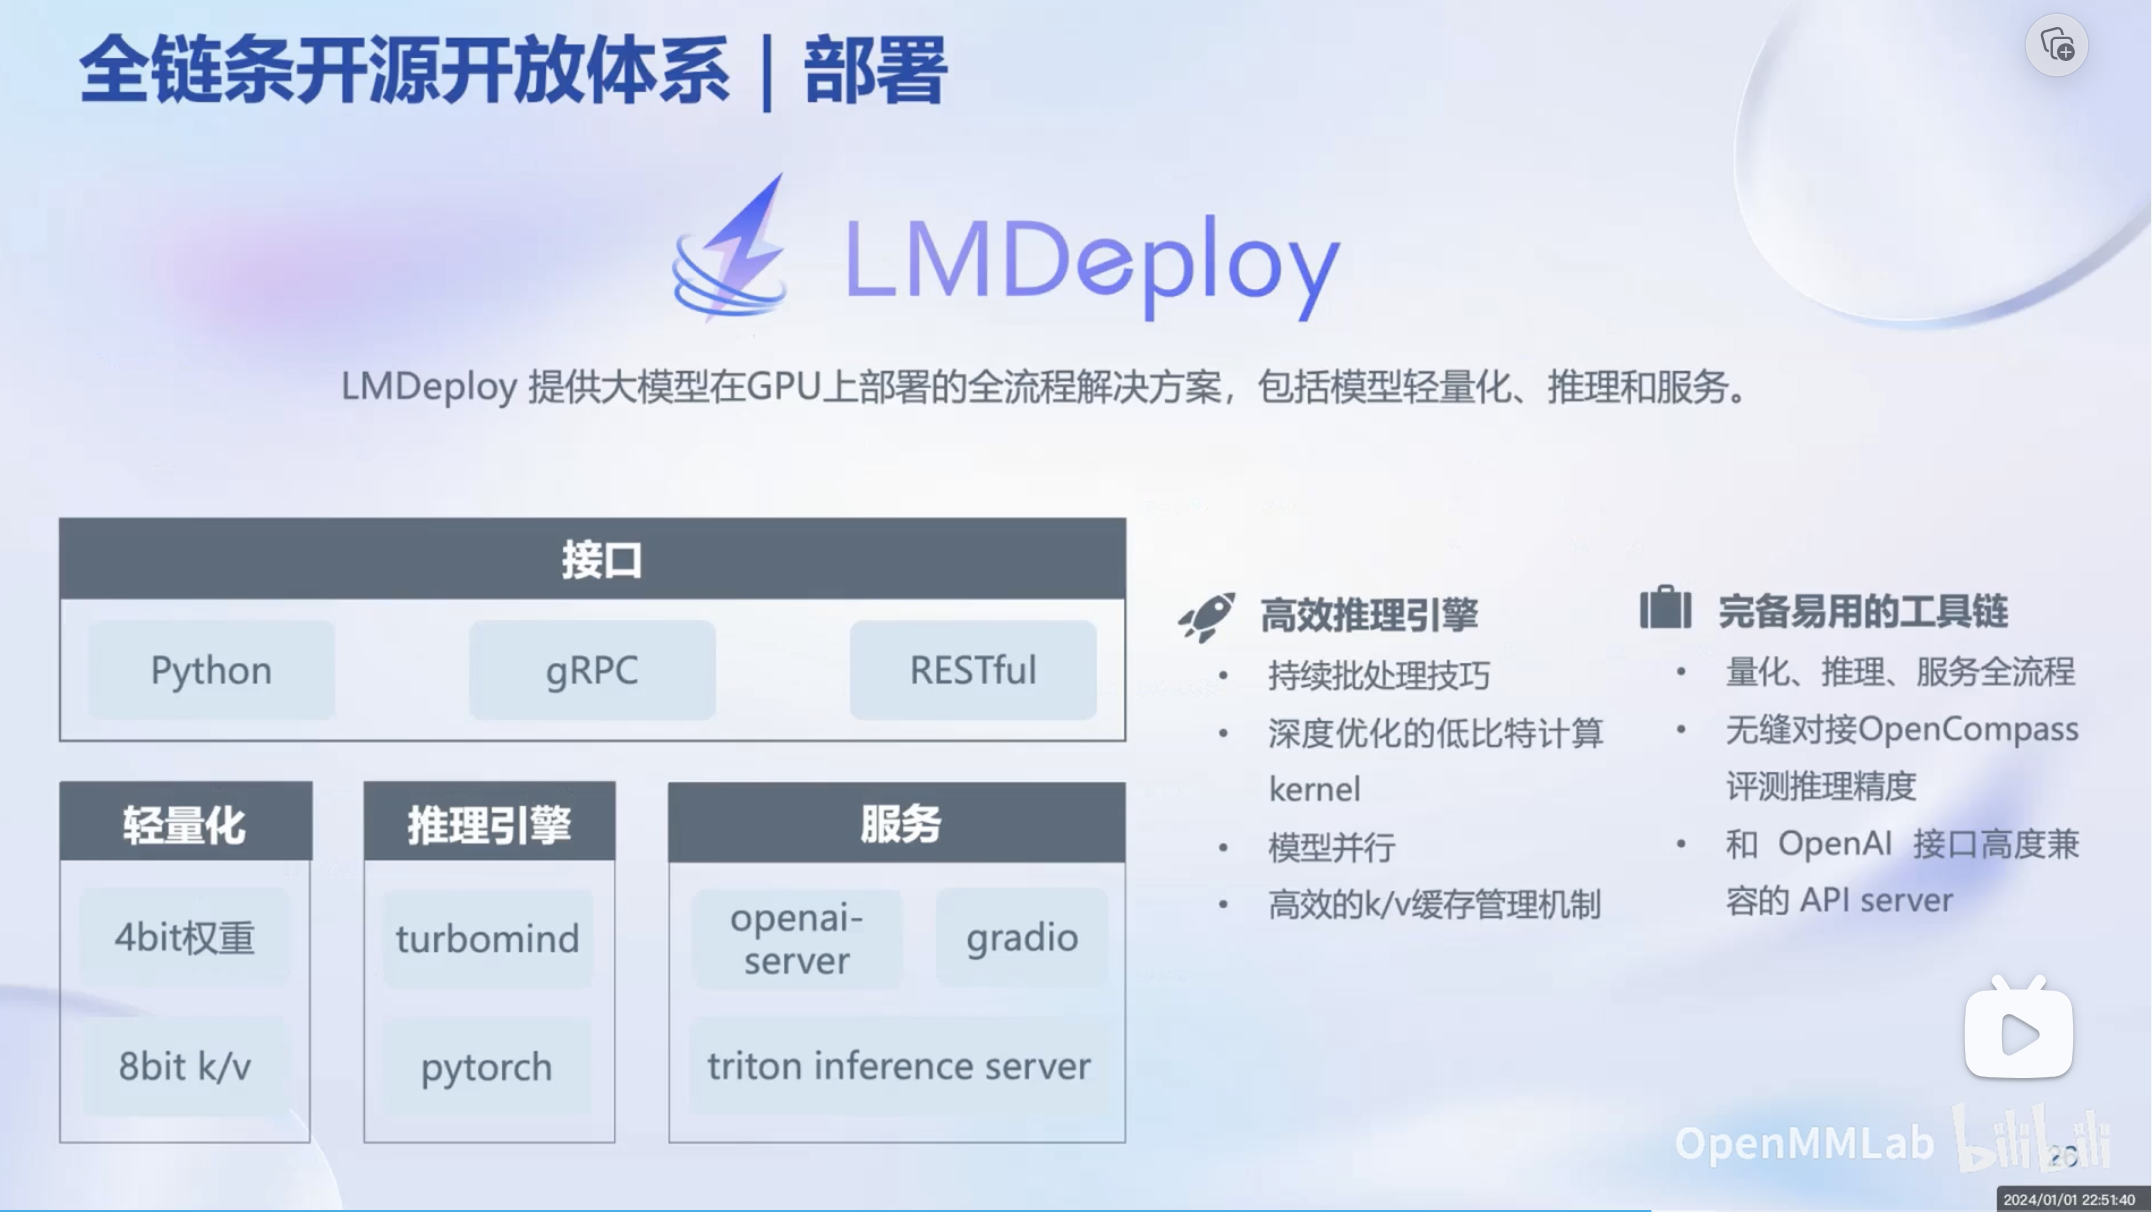 全链条开源开放体系｜部署
LMDeploy
LMDeploy 提供大模型在GPU上部署的全流程解决方案，包括模型轻量化、推理和服务。
接口
Python
gRPC
RESTful
轻量化
4bit权重
8bit k/v
推理引擎
turbomind
pytorch
服务
openai-
server
gradio
triton inference server
高效推理引擎
• 持续批处理技巧
• 深度优化的低比特计算
kernel
• 模型并行
• 高效的k/v缓存管理机制
完备易用的工具链
• 量化、推理、服务全流程
• 无缝对接OpenCompass
评测推理精度
• 和 OpenAI 接口高度兼
容的 API server
OpenMMLab bilibili
26
2024/01/01 22:51:40